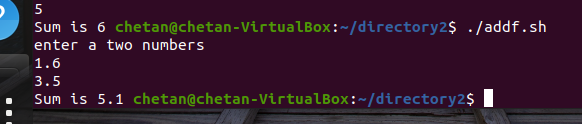 5
Sum is 6 chetan@chetan-VirtualBox:~/directory2$ ./addf.sh
enter a two numbers
1.6
3.5
Sum is 5.1 chetan@chetan-VirtualBox:~/directory2$